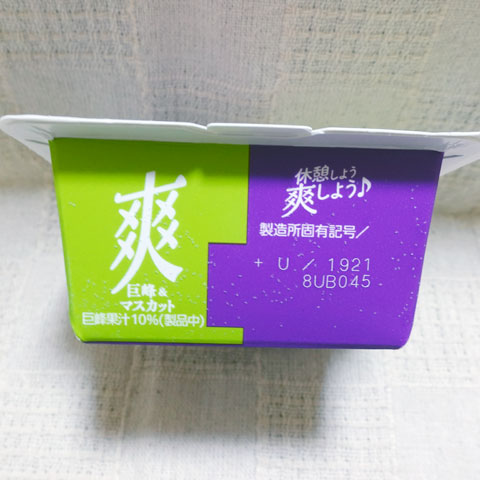 爽
巨峰&
マスカット
巨峰果汁10%(製品中)
休憩しよう
爽しよう♪
製造所固有記号/
+ U / 1921
8UB045